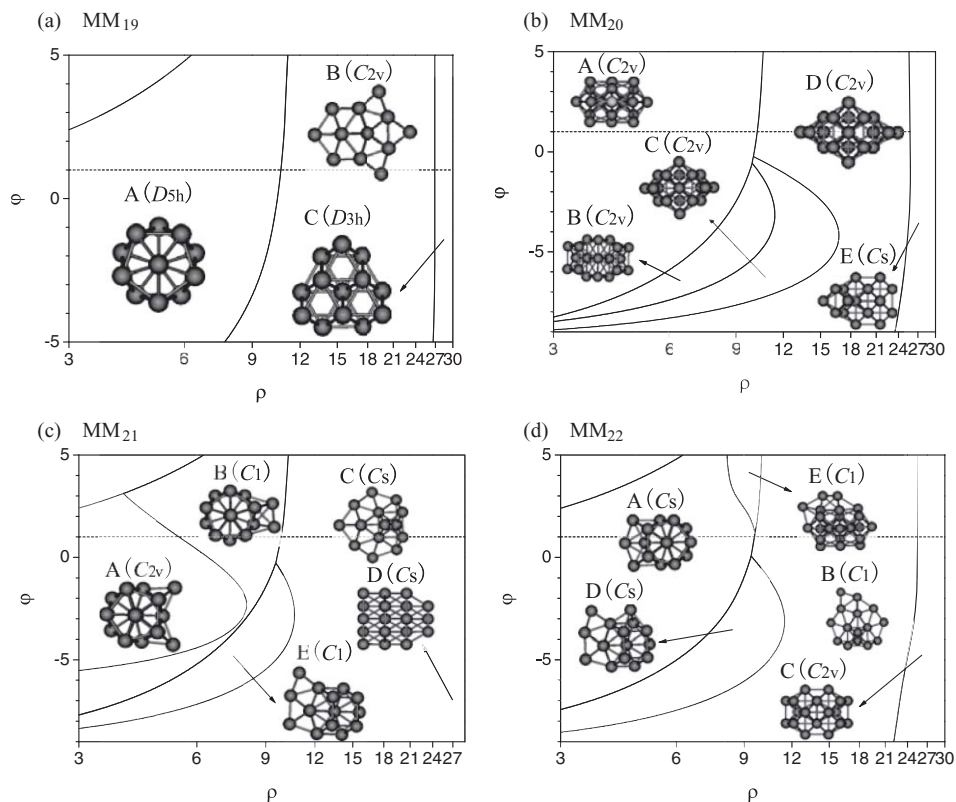 (a) MM19
5
0
-5
φ
3 6 9 12 15 18 21 24 27 30
ρ
A (D5h)
B (C2v)
C (D3h)
(b) MM20
5
0
-5
φ
3 6 9 12 15 18 21 24 27 30
ρ
A (C2v)
D (C2v)
C (C2v)
B (C2v)
E (Cs)
(c) MM21
5
0
-5
φ
3 6 9 12 15 18 21 24 27
ρ
B (C1)
C (Cs)
A (C2v)
D (Cs)
E (C1)
(d) MM22
5
0
-5
φ
3 6 9 12 15 18 21 24 27 30
ρ
E (C1)
A (Cs)
B (C1)
D (Cs)
C (C2v)